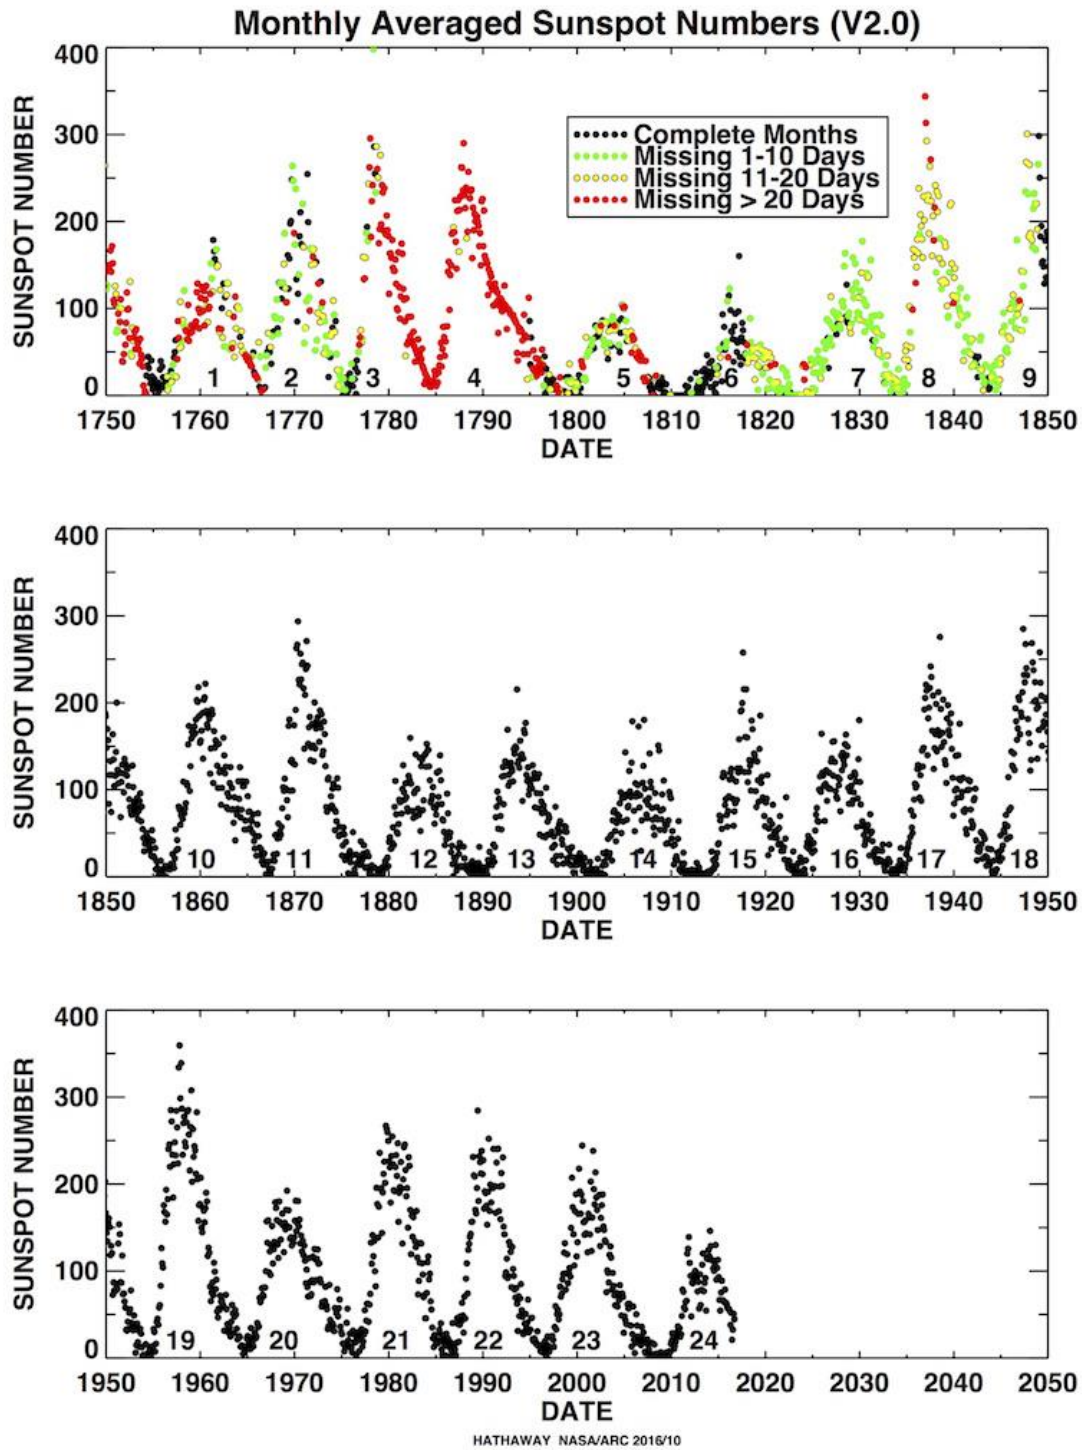 Monthly Averaged Sunspot Numbers (V2.0)
400
300
200
100
0
SUNSPOT NUMBER
Complete Months
Missing 1-10 Days
Missing 11-20 Days
Missing > 20 Days
1 2 3 4 5 6 7 8 9
1750 1760 1770 1780 1790 1800 1810 1820 1830 1840 1850
DATE
400
300
200
100
0
SUNSPOT NUMBER
10 11 12 13 14 15 16 17 18
1850 1860 1870 1880 1890 1900 1910 1920 1930 1940 1950
DATE
400
300
200
100
0
SUNSPOT NUMBER
19 20 21 22 23 24
1950 1960 1970 1980 1990 2000 2010 2020 2030 2040 2050
DATE
HATHAWAY NASA/ARC 2016/10